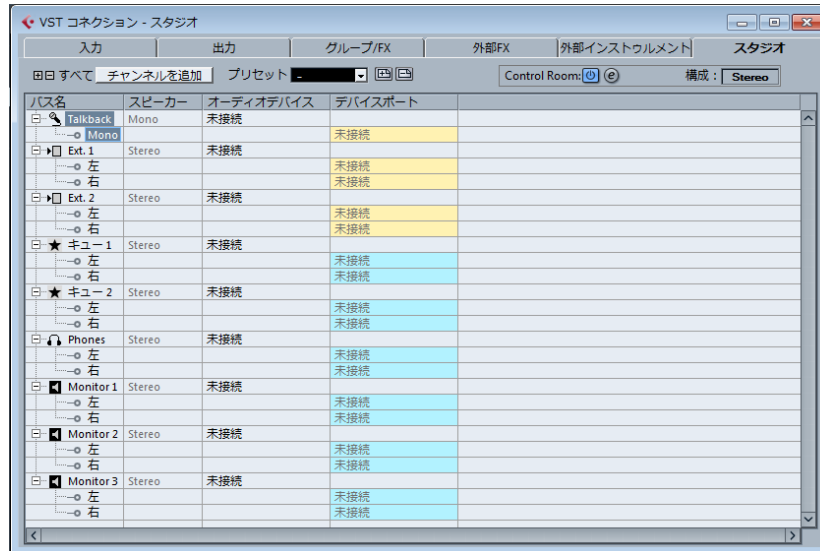 VST コネクション - スタジオ
入力 出力 グループ/FX 外部FX 外部インストゥルメント スタジオ
すべて チャンネルを追加 プリセット - Control Room: e 構成： Stereo
バス名 スピーカー オーディオデバイス デバイスポート
Talkback Mono 未接続
Mono 未接続
Ext. 1 Stereo 未接続
左 未接続
右 未接続
Ext. 2 Stereo 未接続
左 未接続
右 未接続
キュー 1 Stereo 未接続
左 未接続
右 未接続
キュー 2 Stereo 未接続
左 未接続
右 未接続
Phones Stereo 未接続
左 未接続
右 未接続
Monitor 1 Stereo 未接続
左 未接続
右 未接続
Monitor 2 Stereo 未接続
左 未接続
右 未接続
Monitor 3 Stereo 未接続
左 未接続
右 未接続